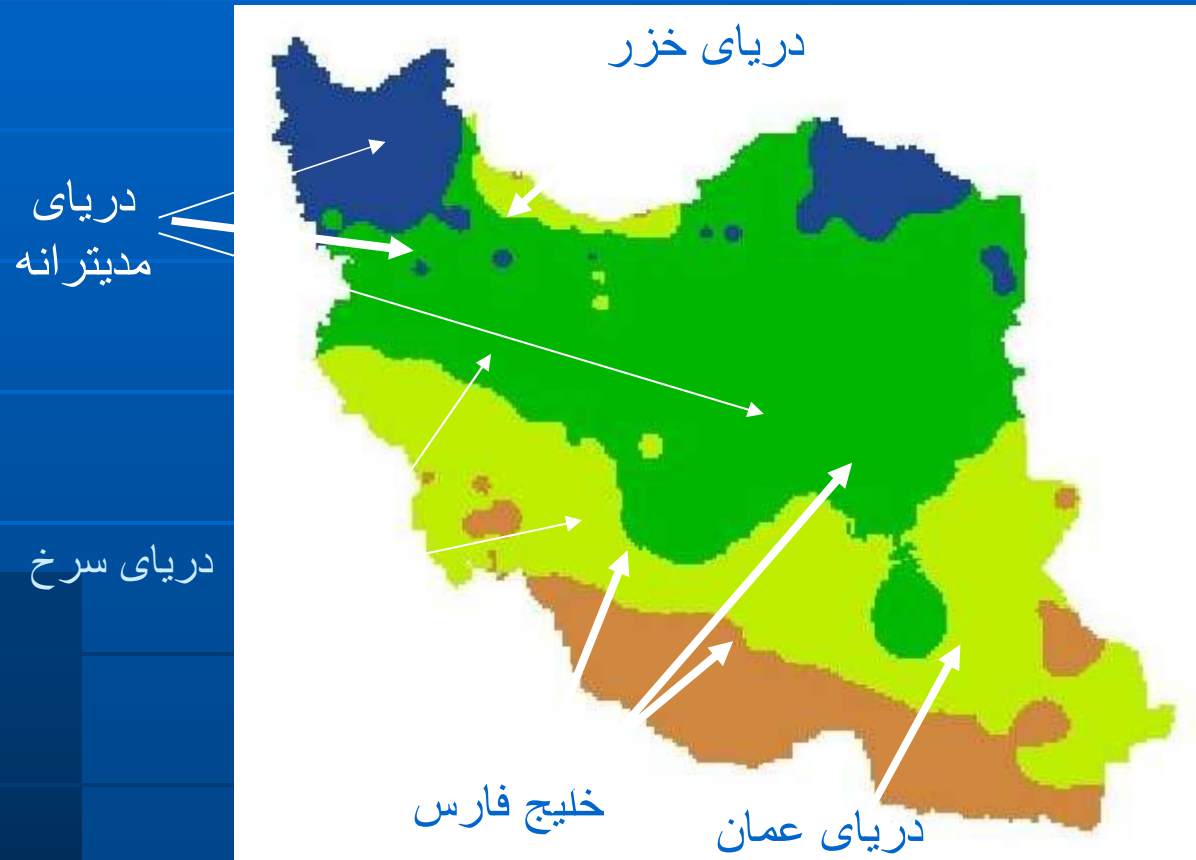 دریای خزر
دریای
مدیترانه
دریای سرخ
خلیج فارس
دریای عمان